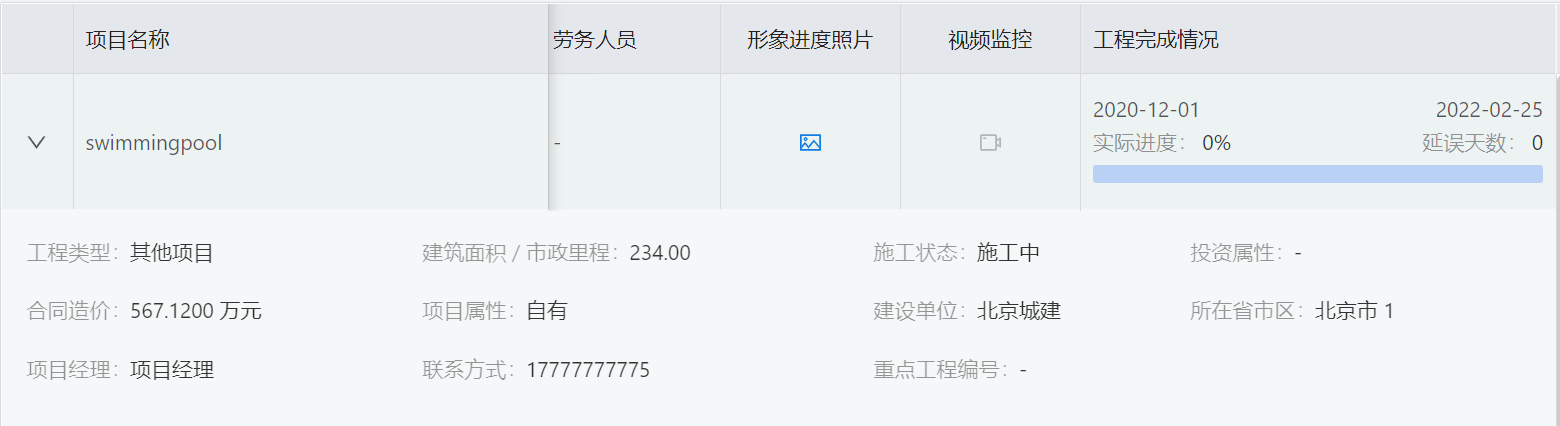 项目名称 劳务人员 形象进度照片 视频监控 工程完成情况
2020-12-01 2022-02-25
swimmingpool - 实际进度： 0% 延误天数： 0
工程类型：其他项目 建筑面积 / 市政里程：234.00 施工状态：施工中 投资属性：-
合同造价：567.1200 万元 项目属性：自有 建设单位：北京城建 所在省市区：北京市 1
项目经理：项目经理 联系方式：17777777775 重点工程编号：-